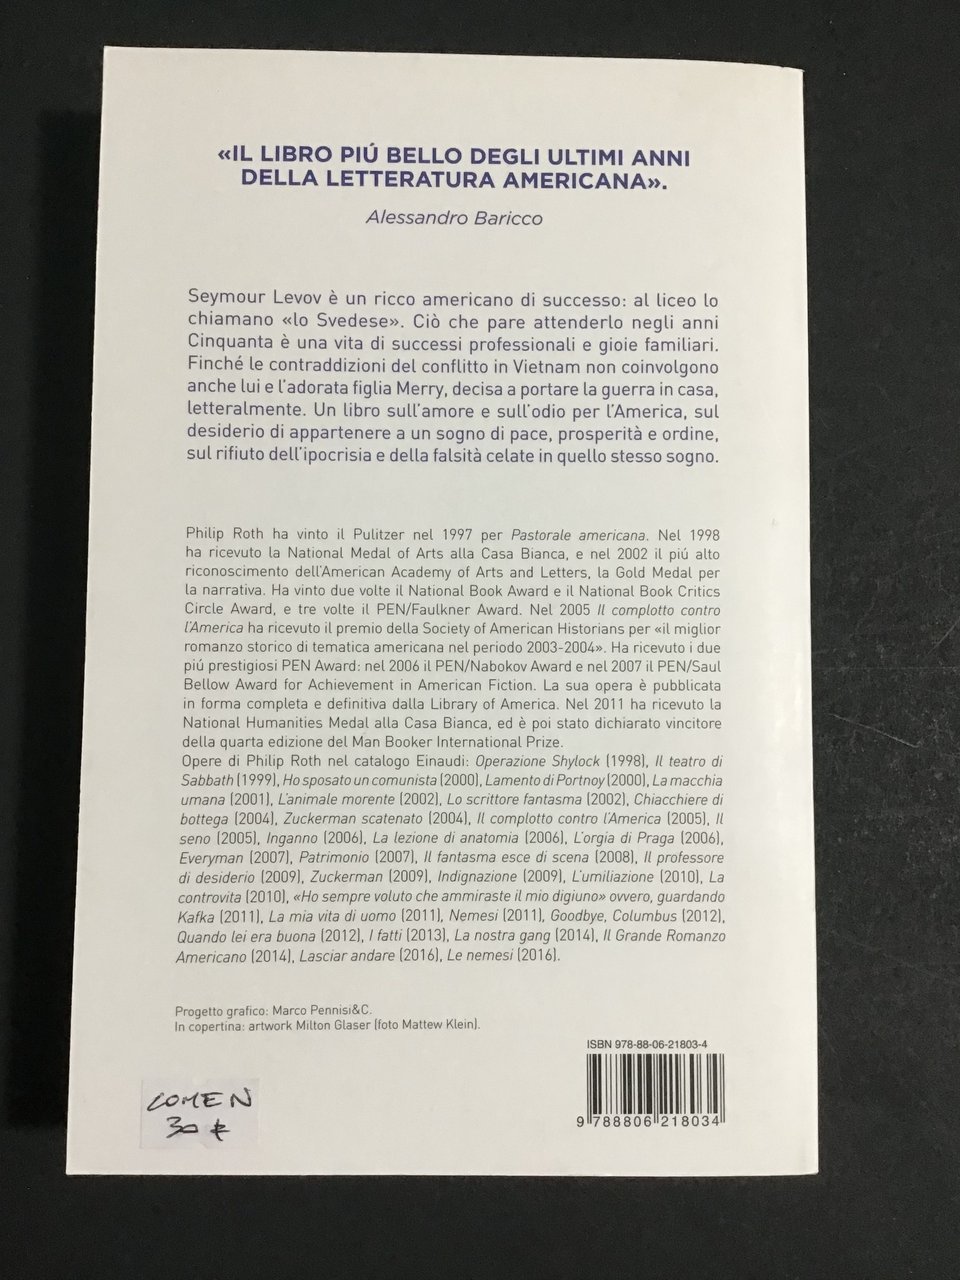 «IL LIBRO PIÚ BELLO DEGLI ULTIMI ANNI
DELLA LETTERATURA AMERICANA».
Alessandro Baricco
Seymour Levov è un ricco americano di successo: al liceo lo
chiamano «lo Svedese». Ciò che pare attenderlo negli anni
Cinquanta è una vita di successi professionali e gioie familiari.
Finché le contraddizioni del conflitto in Vietnam non coinvolgono
anche lui e l'adorata figlia Merry, decisa a portare la guerra in casa,
letteralmente. Un libro sull'amore e sull'odio per l'America, sul
desiderio di appartenere a un sogno di pace, prosperità e ordine,
sul rifiuto dell'ipocrisia e della falsità celate in quello stesso sogno.
Philip Roth ha vinto il Pulitzer nel 1997 per Pastorale americana. Nel 1998
ha ricevuto la National Medal of Arts alla Casa Bianca, e nel 2002 il piú alto
riconoscimento dell'American Academy of Arts and Letters, la Gold Medal per
la narrativa. Ha vinto due volte il National Book Award e il National Book Critics
Circle Award, e tre volte il PEN/Faulkner Award. Nel 2005 Il complotto contro
l'America ha ricevuto il premio della Society of American Historians per «il miglior
romanzo storico di tematica americana nel periodo 2003-2004». Ha ricevuto i due
piú prestigiosi PEN Award: nel 2006 il PEN/Nabokov Award e nel 2007 il PEN/Saul
Bellow Award for Achievement in American Fiction. La sua opera è pubblicata
in forma completa e definitiva dalla Library of America. Nel 2011 ha ricevuto la
National Humanities Medal alla Casa Bianca, ed è poi stato dichiarato vincitore
della quarta edizione del Man Booker International Prize.
Opere di Philip Roth nel catalogo Einaudi: Operazione Shylock (1998), Il teatro di
Sabbath (1999), Ho sposato un comunista (2000), Lamento di Portnoy (2000), La macchia
umana (2001), L'animale morente (2002), Lo scrittore fantasma (2002), Chiacchiere di
bottega (2004), Zuckerman scatenato (2004), Il complotto contro l'America (2005), Il
seno (2005), Inganno (2006), La lezione di anatomia (2006), L'orgia di Praga (2006),
Everyman (2007), Patrimonio (2007), Il fantasma esce di scena (2008), Il professore
di desiderio (2009), Zuckerman (2009), Indignazione (2009), L'umiliazione (2010), La
controvita (2010), «Ho sempre voluto che ammiraste il mio digiuno» ovvero, guardando
Kafka (2011), La mia vita di uomo (2011), Nemesi (2011), Goodbye, Columbus (2012),
Quando lei era buona (2012), I fatti (2013), La nostra gang (2014), Il Grande Romanzo
Americano (2014), Lasciar andare (2016), Le nemesi (2016).
Progetto grafico: Marco Pennisi&C.
In copertina: artwork Milton Glaser (foto Mattew Klein).
ISBN 978-88-06-21803-4
9 788806 218034
COMEN
30 €